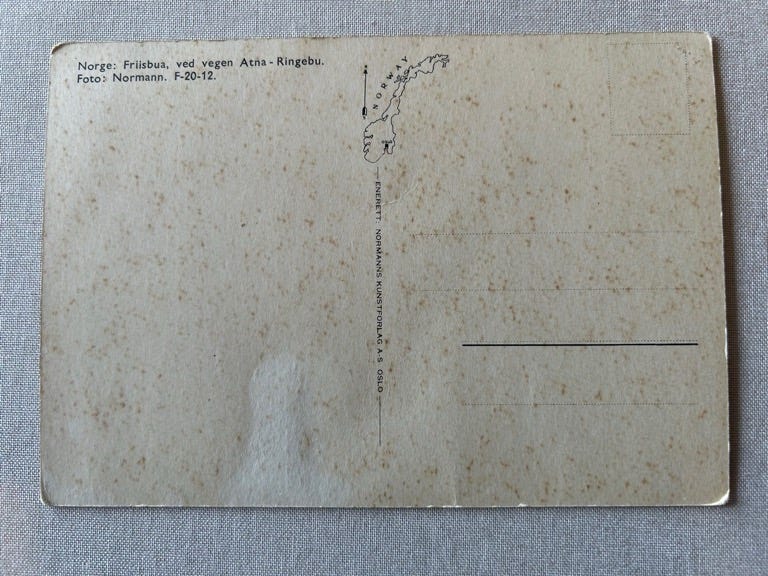 Norge: Friisbua, ved vegen Atna - Ringebu.
Foto: Normann. F-20-12.
NORWAY
ENERETT: NORMANNS KUNSTFORLAG A-S OSLO